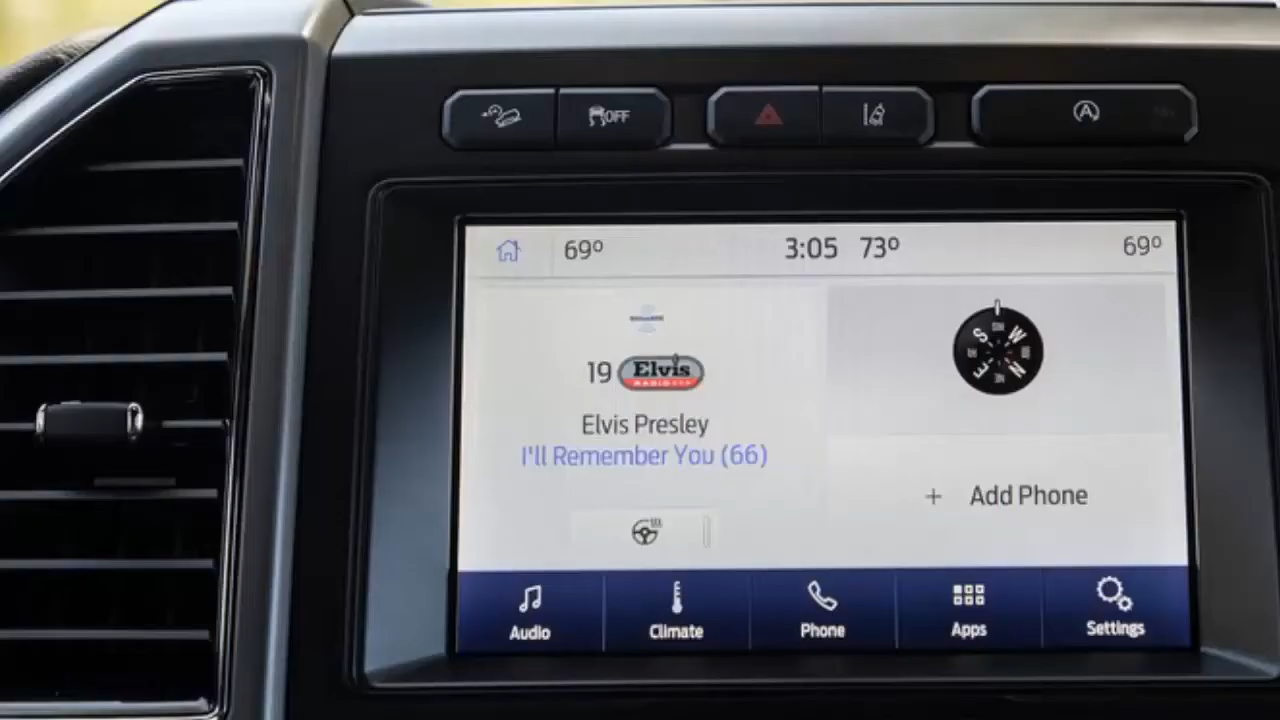 OFF
A
69º
3:05 73º
69º
19 Elvis
RADIO
Elvis Presley
I'll Remember You (66)
S
W
E
N
+ Add Phone
Audio
Climate
Phone
Apps
Settings